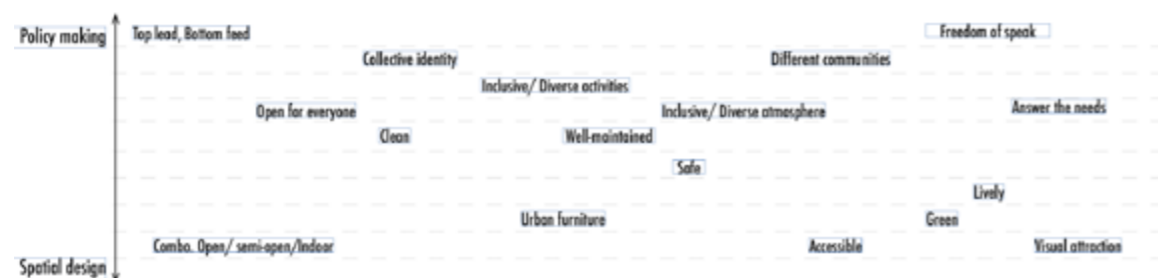 Policy making
Top lead, Bottom feed
Freedom of speak
Collective identity
Different communities
Inclusive/ Diverse activities
Open for everyone
Inclusive/ Diverse atmosphere
Answer the needs
Clean
Well-maintained
Safe
Lively
Urban furniture
Green
Combo. Open/ semi-open/Indoor
Accessible
Visual attraction
Spatial design